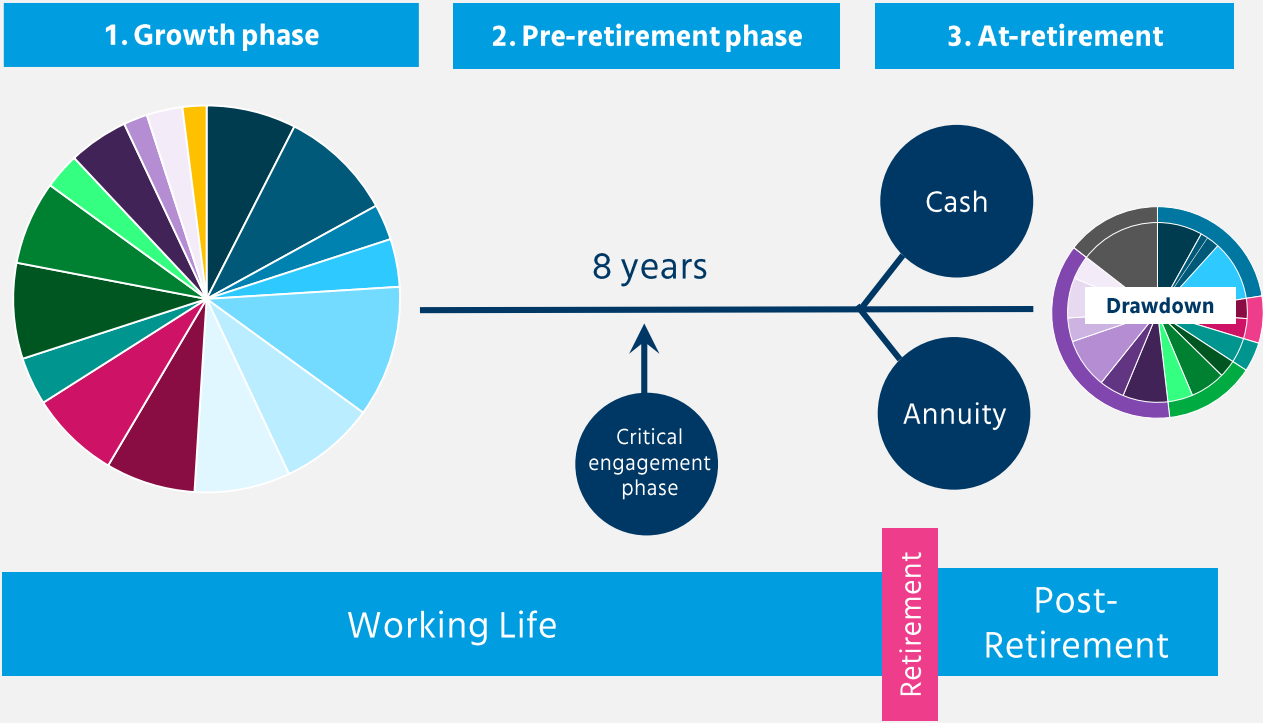 1. Growth phase
2. Pre-retirement phase
3. At-retirement
Cash
8 years
Drawdown
Annuity
Critical
engagement
phase
Retirement
Working Life
Post-
Retirement